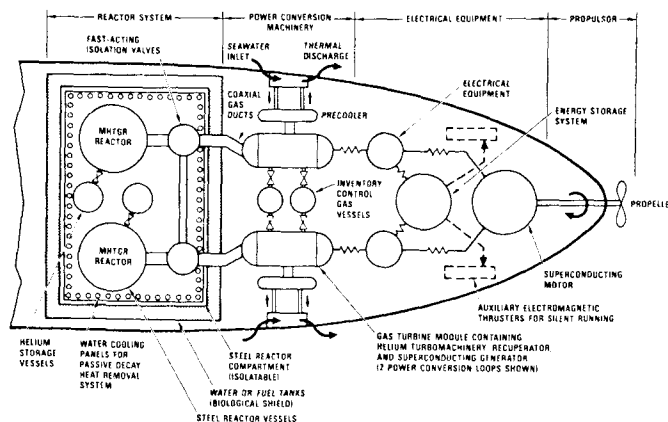 REACTOR SYSTEM
POWER CONVERSION
MACHINERY
ELECTRICAL EQUIPMENT
PROPULSOR
FAST-ACTING
ISOLATION VALVES
SEAWATER
INLET
THERMAL
DISCHARGE
COAXIAL
GAS
DUCTS
PRECOOLER
ELECTRICAL
EQUIPMENT
ENERGY STORAGE
SYSTEM
MHTGR
REACTOR
INVENTORY
CONTROL
GAS
VESSELS
PROPELLE
MHTGR
REACTOR
SUPERCONDUCTING
MOTOR
AUXILIARY ELECTROMAGNETIC
THRUSTERS FOR SILENT RUNNING
HELIUM
STORAGE
VESSELS
WATER COOLING
PANELS FOR
PASSIVE DECAY
HEAT REMOVAL
SYSTEM
STEEL REACTOR
COMPARTMENT
(ISOLATABLE)
GAS TURBINE MODULE CONTAINING
HELIUM TURBOMACHINERY RECUPERATOR,
AND SUPERCONDUCTING GENERATOR
(2 POWER CONVERSION LOOPS SHOWN)
WATER OR FUEL TANKS
(BIOLOGICAL SHIELD)
STEEL REACTOR VESSELS